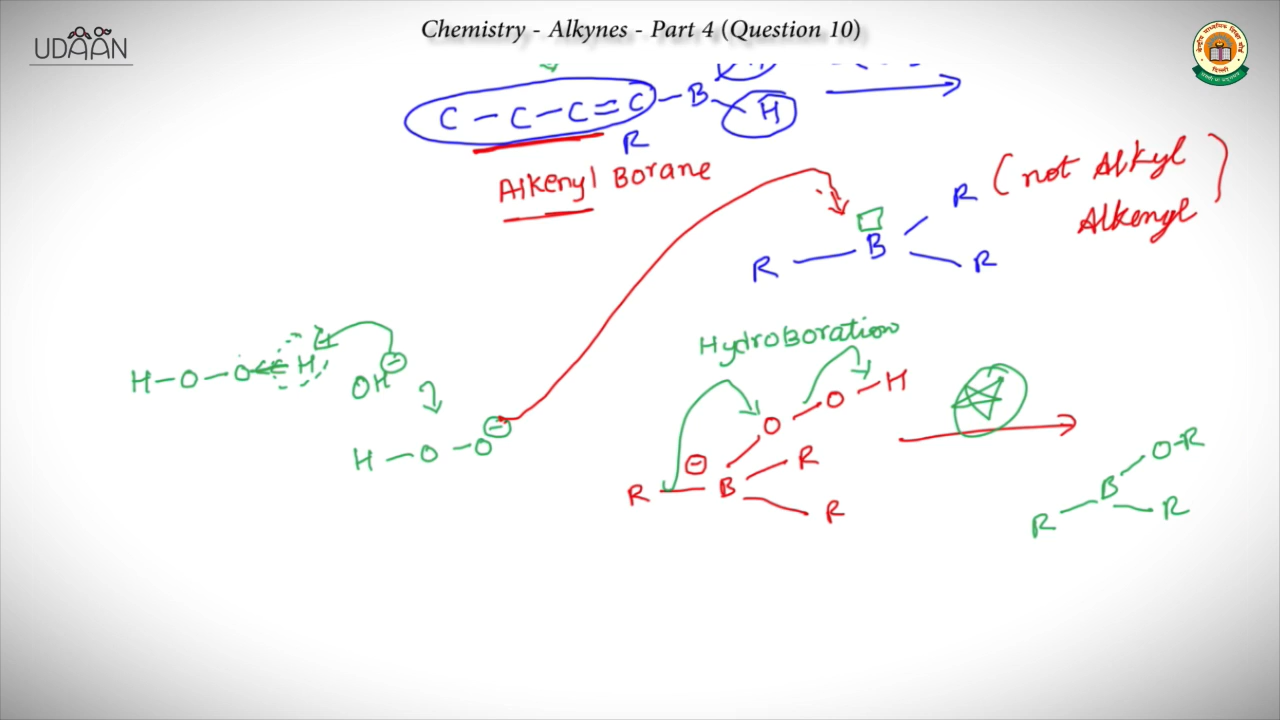 Chemistry - Alkynes - Part 4 (Question 10)
UDAAN
C - C - C = C - B - H
R
Alkenyl Borane
R - B - R
R
(not Alkyl
Alkenyl)
Hydroboration
H - O - O H OH ⊖
H - O - O ⊖
O - O - H
⊖
R - B - R
R
O-R
B
R R